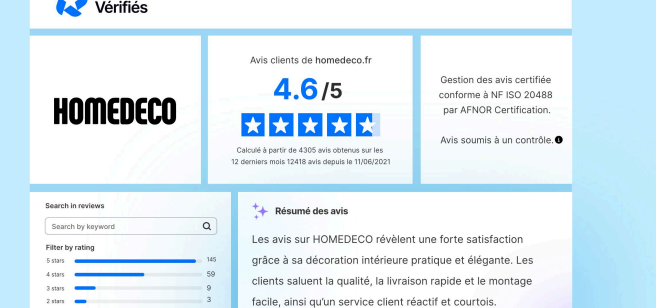 Vérifiés
HOMEDECO
Avis clients de homedeco.fr
4.6/5
Calculé à partir de 4305 avis obtenus sur les
12 derniers mois 12418 avis depuis le 11/06/2021
Gestion des avis certifiée
conforme à NF ISO 20488
par AFNOR Certification.
Avis soumis à un contrôle.
Search in reviews
Search by keyword
Filter by rating
5 stars 145
4 stars 59
3 stars 9
2 stars 3
Résumé des avis
Les avis sur HOMEDECO révèlent une forte satisfaction
grâce à sa décoration intérieure pratique et élégante. Les
clients saluent la qualité, la livraison rapide et le montage
facile, ainsi qu'un service client réactif et courtois.